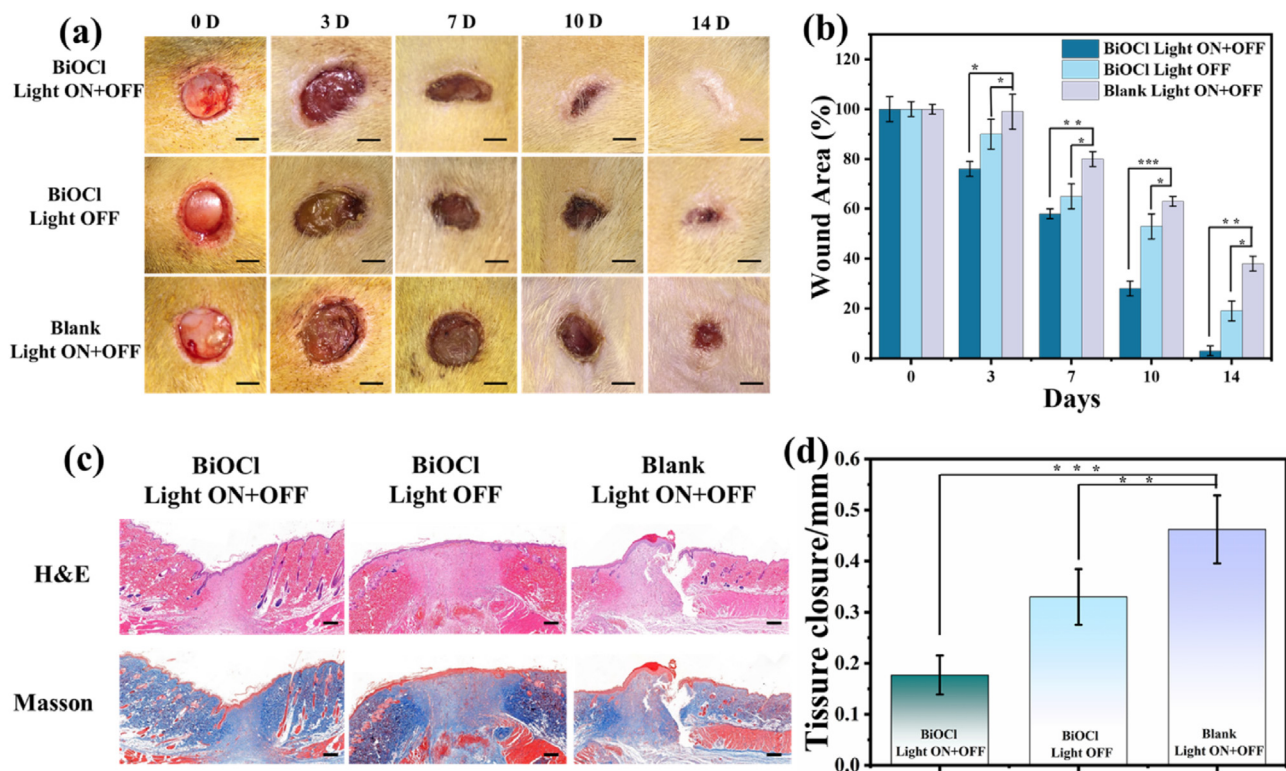 (a)
0 D
3 D
7 D
10 D
14 D
BiOCl
Light ON+OFF
BiOCl
Light OFF
Blank
Light ON+OFF
(b)
BiOCl Light ON+OFF
BiOCl Light OFF
Blank Light ON+OFF
Wound Area (%)
120
100
80
60
40
20
0
* *
* * *
*** *
* * *
0
3
7
10
14
Days
(c)
BiOCl
Light ON+OFF
BiOCl
Light OFF
Blank
Light ON+OFF
H&E
Masson
(d)
Tissure closure/mm
0.6
0.5
0.4
0.3
0.2
0.1
0.0
* * *
* *
BiOCl
Light ON+OFF
BiOCl
Light OFF
Blank
Light ON+OFF